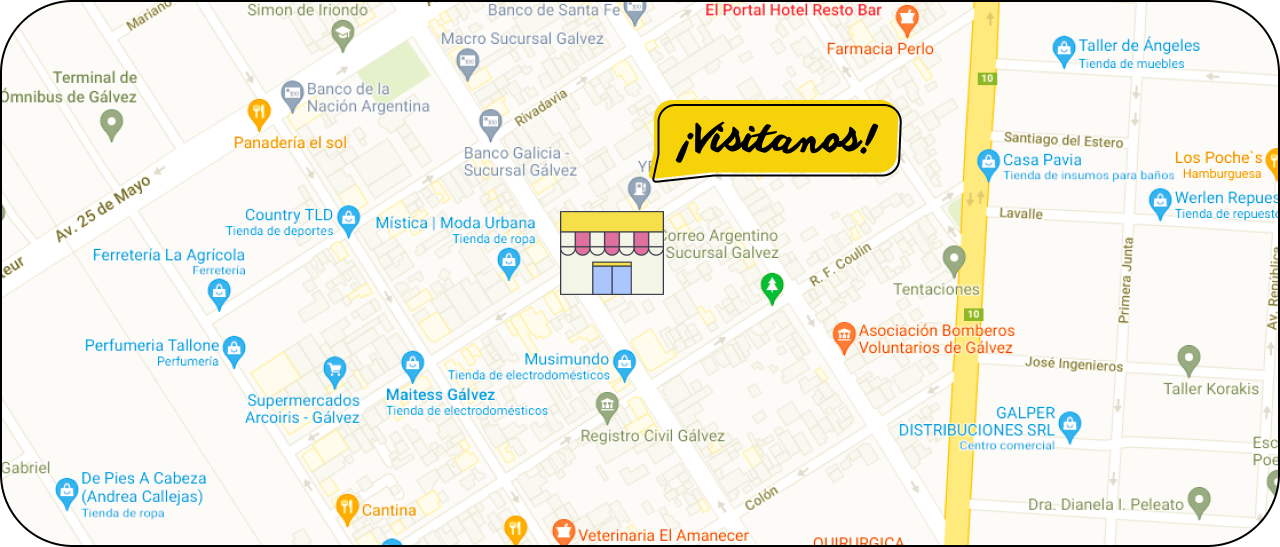 Mariano
Simon de Iriondo
Banco de Santa Fe
El Portal Hotel Resto Bar
Macro Sucursal Galvez
Farmacia Perlo
Taller de Ángeles
Tienda de muebles
Terminal de
Ómnibus de Gálvez
Banco de la
Nación Argentina
10
Rivadavia
Panadería el sol
¡Visitanos!
Banco Galicia -
Sucursal Gálvez
Santiago del Estero
Casa Pavia
Tienda de insumos para baños
Los Poche`s
Hamburguesa
Av. 25 de Mayo
Werlen Repues
Tienda de repuesto
Country TLD
Tienda de deportes
Mística | Moda Urbana
Tienda de ropa
Lavalle
Correo Argentino
Sucursal Galvez
Ferretería La Agrícola
Ferretería
R. F. Coulin
Primera Junta
Av. República
Tentaciones
10
Asociación Bomberos
Voluntarios de Gálvez
Perfumeria Tallone
Perfumería
Musimundo
Tienda de electrodomésticos
José Ingenieros
Maitess Gálvez
Tienda de electrodomésticos
Taller Korakis
Supermercados
Arcoiris - Gálvez
Registro Civil Gálvez
GALPER
DISTRIBUCIONES SRL
Centro comercial
Gabriel
De Pies A Cabeza
(Andrea Callejas)
Tienda de ropa
Colón
Dra. Dianela I. Peleato
Cantina
Veterinaria El Amanecer
QUIRURGICA